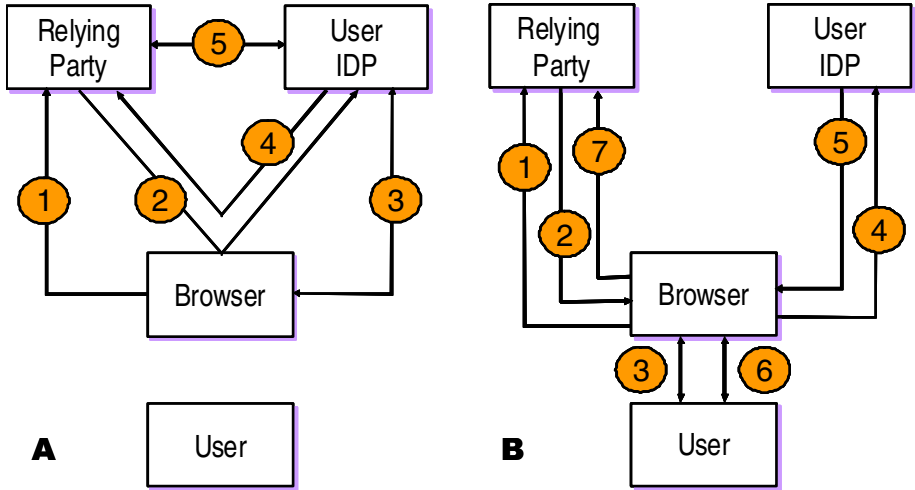 Relying
Party
5
User
IDP
4
1
2
3
Browser
User
A
Relying
Party
User
IDP
1
7
5
2
4
Browser
3
6
User
B